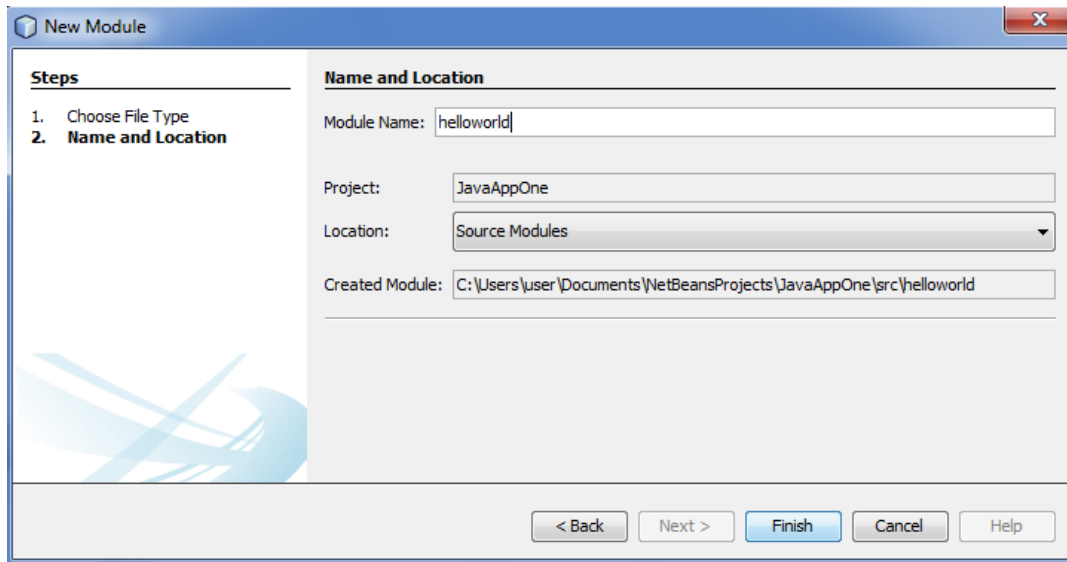 New Module
Steps
1. Choose File Type
2. Name and Location
Name and Location
Module Name: helloworld
Project: JavaAppOne
Location: Source Modules
Created Module: C:\Users\user\Documents\NetBeansProjects\JavaAppOne\src\helloworld
< Back Next > Finish Cancel Help